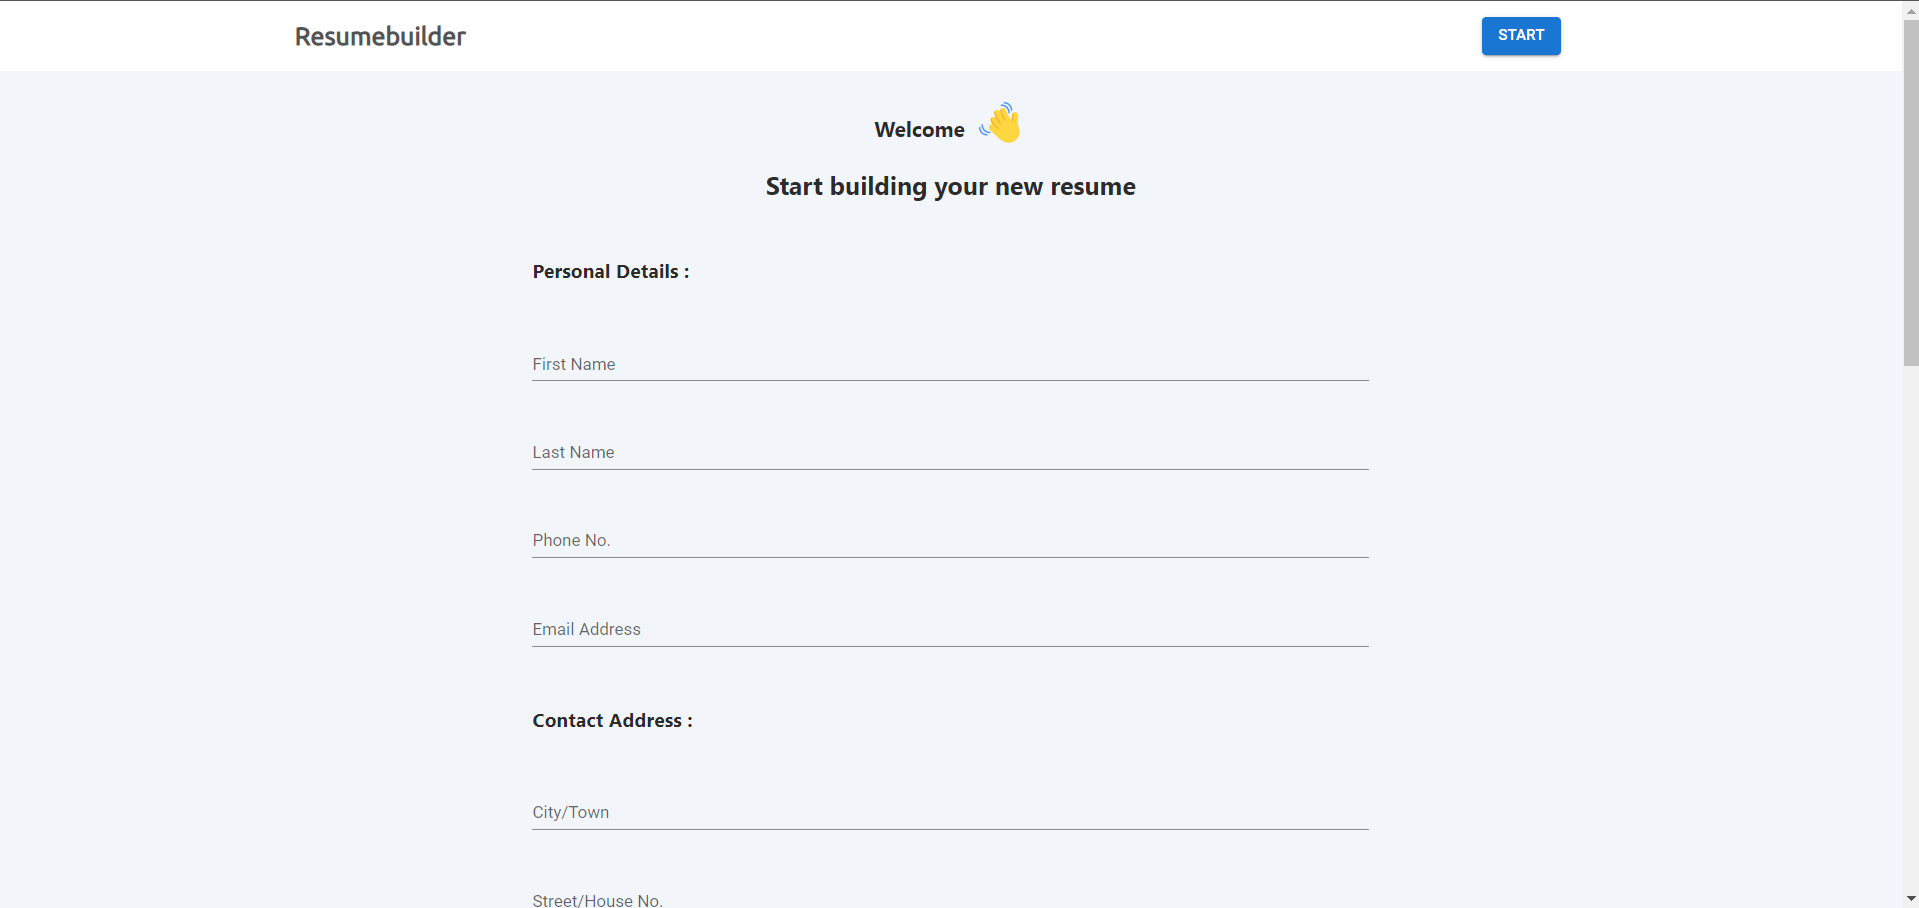 Resumebuilder
START
Welcome
Start building your new resume
Personal Details :
First Name
Last Name
Phone No.
Email Address
Contact Address :
City/Town
Street/House No.